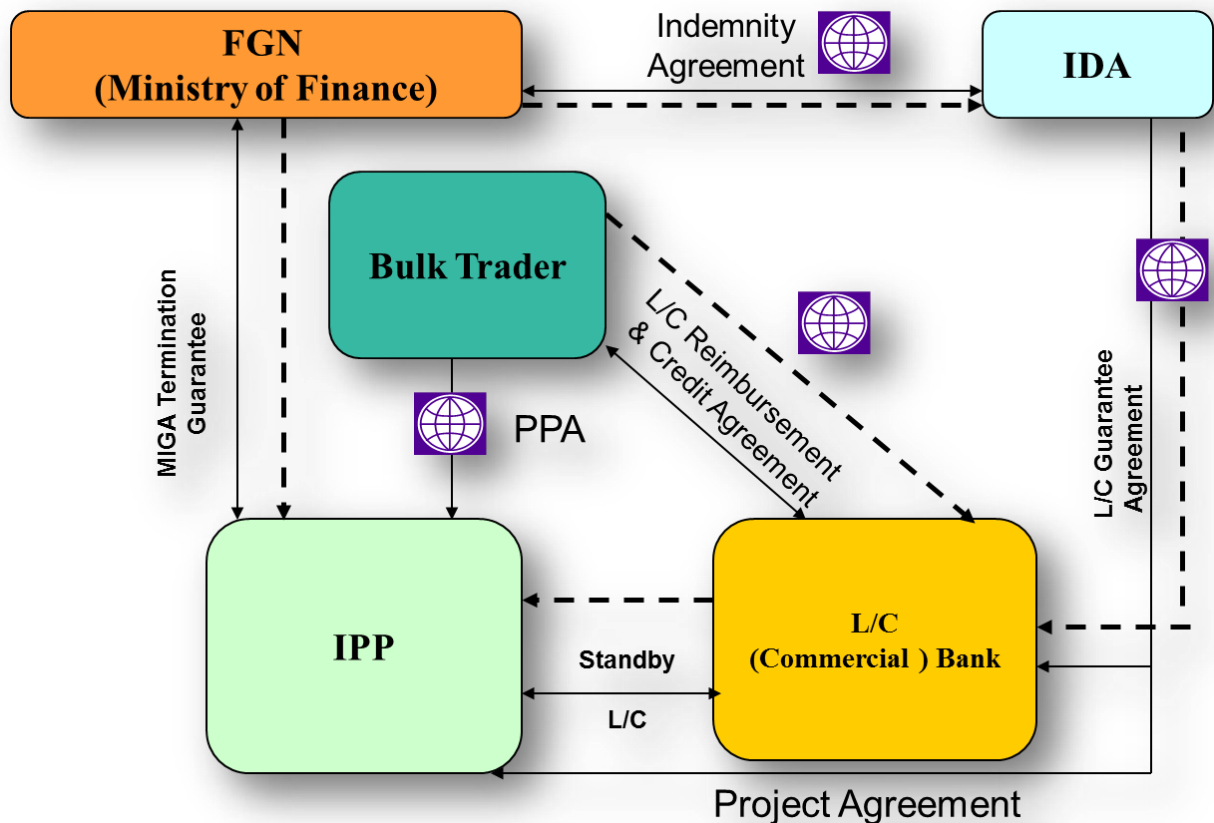 FGN
(Ministry of Finance)
Indemnity
Agreement
IDA
Bulk Trader
MIGA Termination
Guarantee
PPA
L/C Reimbursement
& Credit Agreement
L/C Guarantee
Agreement
IPP
Standby
L/C
L/C
(Commercial ) Bank
Project Agreement